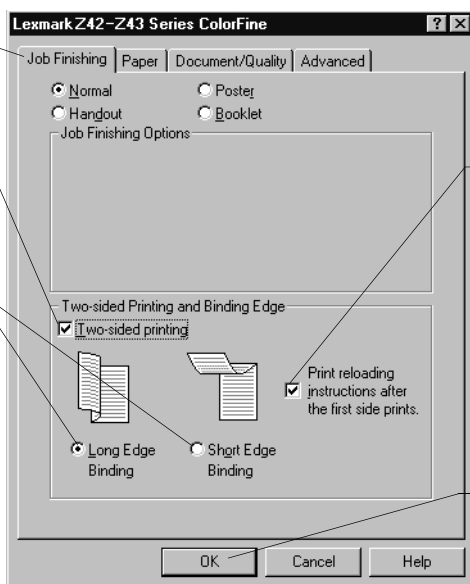 Lexmark Z42-Z43 Series ColorFine
? ×
Job Finishing Paper Document/Quality Advanced
Normal Poster
Handout Booklet
Job Finishing Options
Two-sided Printing and Binding Edge
Two-sided printing
Print reloading
instructions after
the first side prints.
Long Edge
Binding
Short Edge
Binding
OK Cancel Help